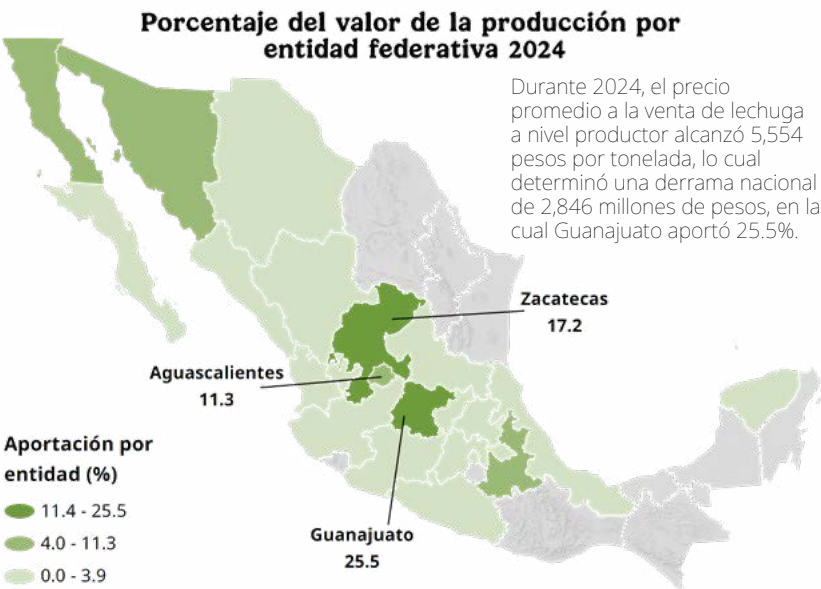 Porcentaje del valor de la producción por
entidad federativa 2024
Durante 2024, el precio
promedio a la venta de lechuga
a nivel productor alcanzó 5,554
pesos por tonelada, lo cual
determinó una derrama nacional
de 2,846 millones de pesos, en la
cual Guanajuato aportó 25.5%.
Zacatecas
17.2
Aguascalientes
11.3
Guanajuato
25.5
Aportación por
entidad (%)
11.4 - 25.5
4.0 - 11.3
0.0 - 3.9